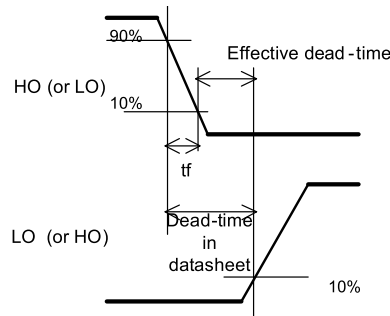 90%
Effective dead-time
HO (or LO)
10%
tf
Dead-time
in
datasheet
LO (or HO)
10%